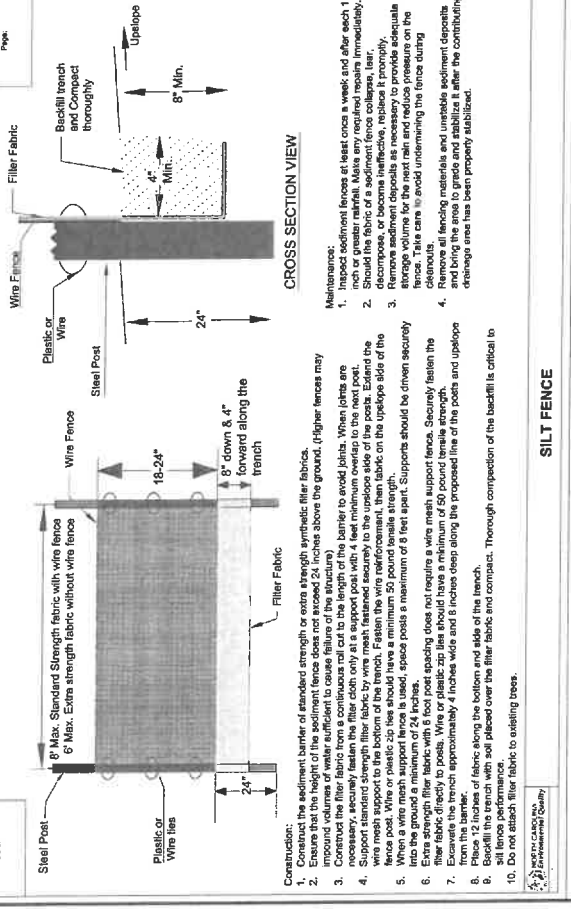 Page:
Steel Post
8' Max. Standard Strength fabric with wire fence
6' Max. Extra strength fabric without wire fence
Wire Fence
Plastic or
Wire ties
18-24"
24"
8" down & 4"
forward along the
trench
Filter Fabric
Wire Fence
Filter Fabric
Plastic or
Wire
Steel Post
Backfill trench
and Compact
thoroughly
Upslope
4"
Min.
8" Min.
24"
CROSS SECTION VIEW
Construction:
1. Construct the sediment barrier of standard strength or extra strength synthetic filter fabrics.
2. Ensure that the height of the sediment fence does not exceed 24 inches above the ground. (Higher fences may
impound volumes of water sufficient to cause failure of the structure)
3. Construct the filter fabric from a continuous roll cut to the length of the barrier to avoid joints. When joints are
necessary, securely fasten the filter cloth only at a support post with 4 feet minimum overlap to the next post.
4. Support standard strength filter fabric by wire mesh fastened securely to the upslope side of the posts. Extend the
wire mesh support to the bottom of the trench. Fasten the wire reinforcement, then fabric on the upslope side of the
fence post. Wire or plastic zip ties should have a minimum 50 pound tensile strength.
5. When a wire mesh support fence is used, space posts a maximum of 8 feet apart. Supports should be driven securely
into the ground a minimum of 24 inches.
6. Extra strength filter fabric with 6 foot post spacing does not require a wire mesh support fence. Securely fasten the
filter fabric directly to posts. Wire or plastic zip ties should have a minimum of 50 pound tensile strength.
7. Excavate the trench approximately 4 inches wide and 8 inches deep along the proposed line of the posts and upslope
from the barrier.
8. Place 12 inches of fabric along the bottom and side of the trench.
9. Backfill the trench with soil placed over the filter fabric and compact. Thorough compaction of the backfill is critical to
silt fence performance.
10. Do not attach filter fabric to existing trees.
Maintenance:
1. Inspect sediment fences at least once a week and after each 1
inch or greater rainfall. Make any required repairs immediately.
2. Should the fabric of a sediment fence collapse, tear,
decompose, or become ineffective, replace it promptly.
3. Remove sediment deposits as necessary to provide adequate
storage volume for the next rain and reduce pressure on the
fence. Take care to avoid undermining the fence during
cleanouts.
4. Remove all fencing materials and unstable sediment deposits
and bring the area to grade and stabilize it after the contributing
drainage area has been properly stabilized.
NORTH CAROLINA
Environmental Quality
SILT FENCE